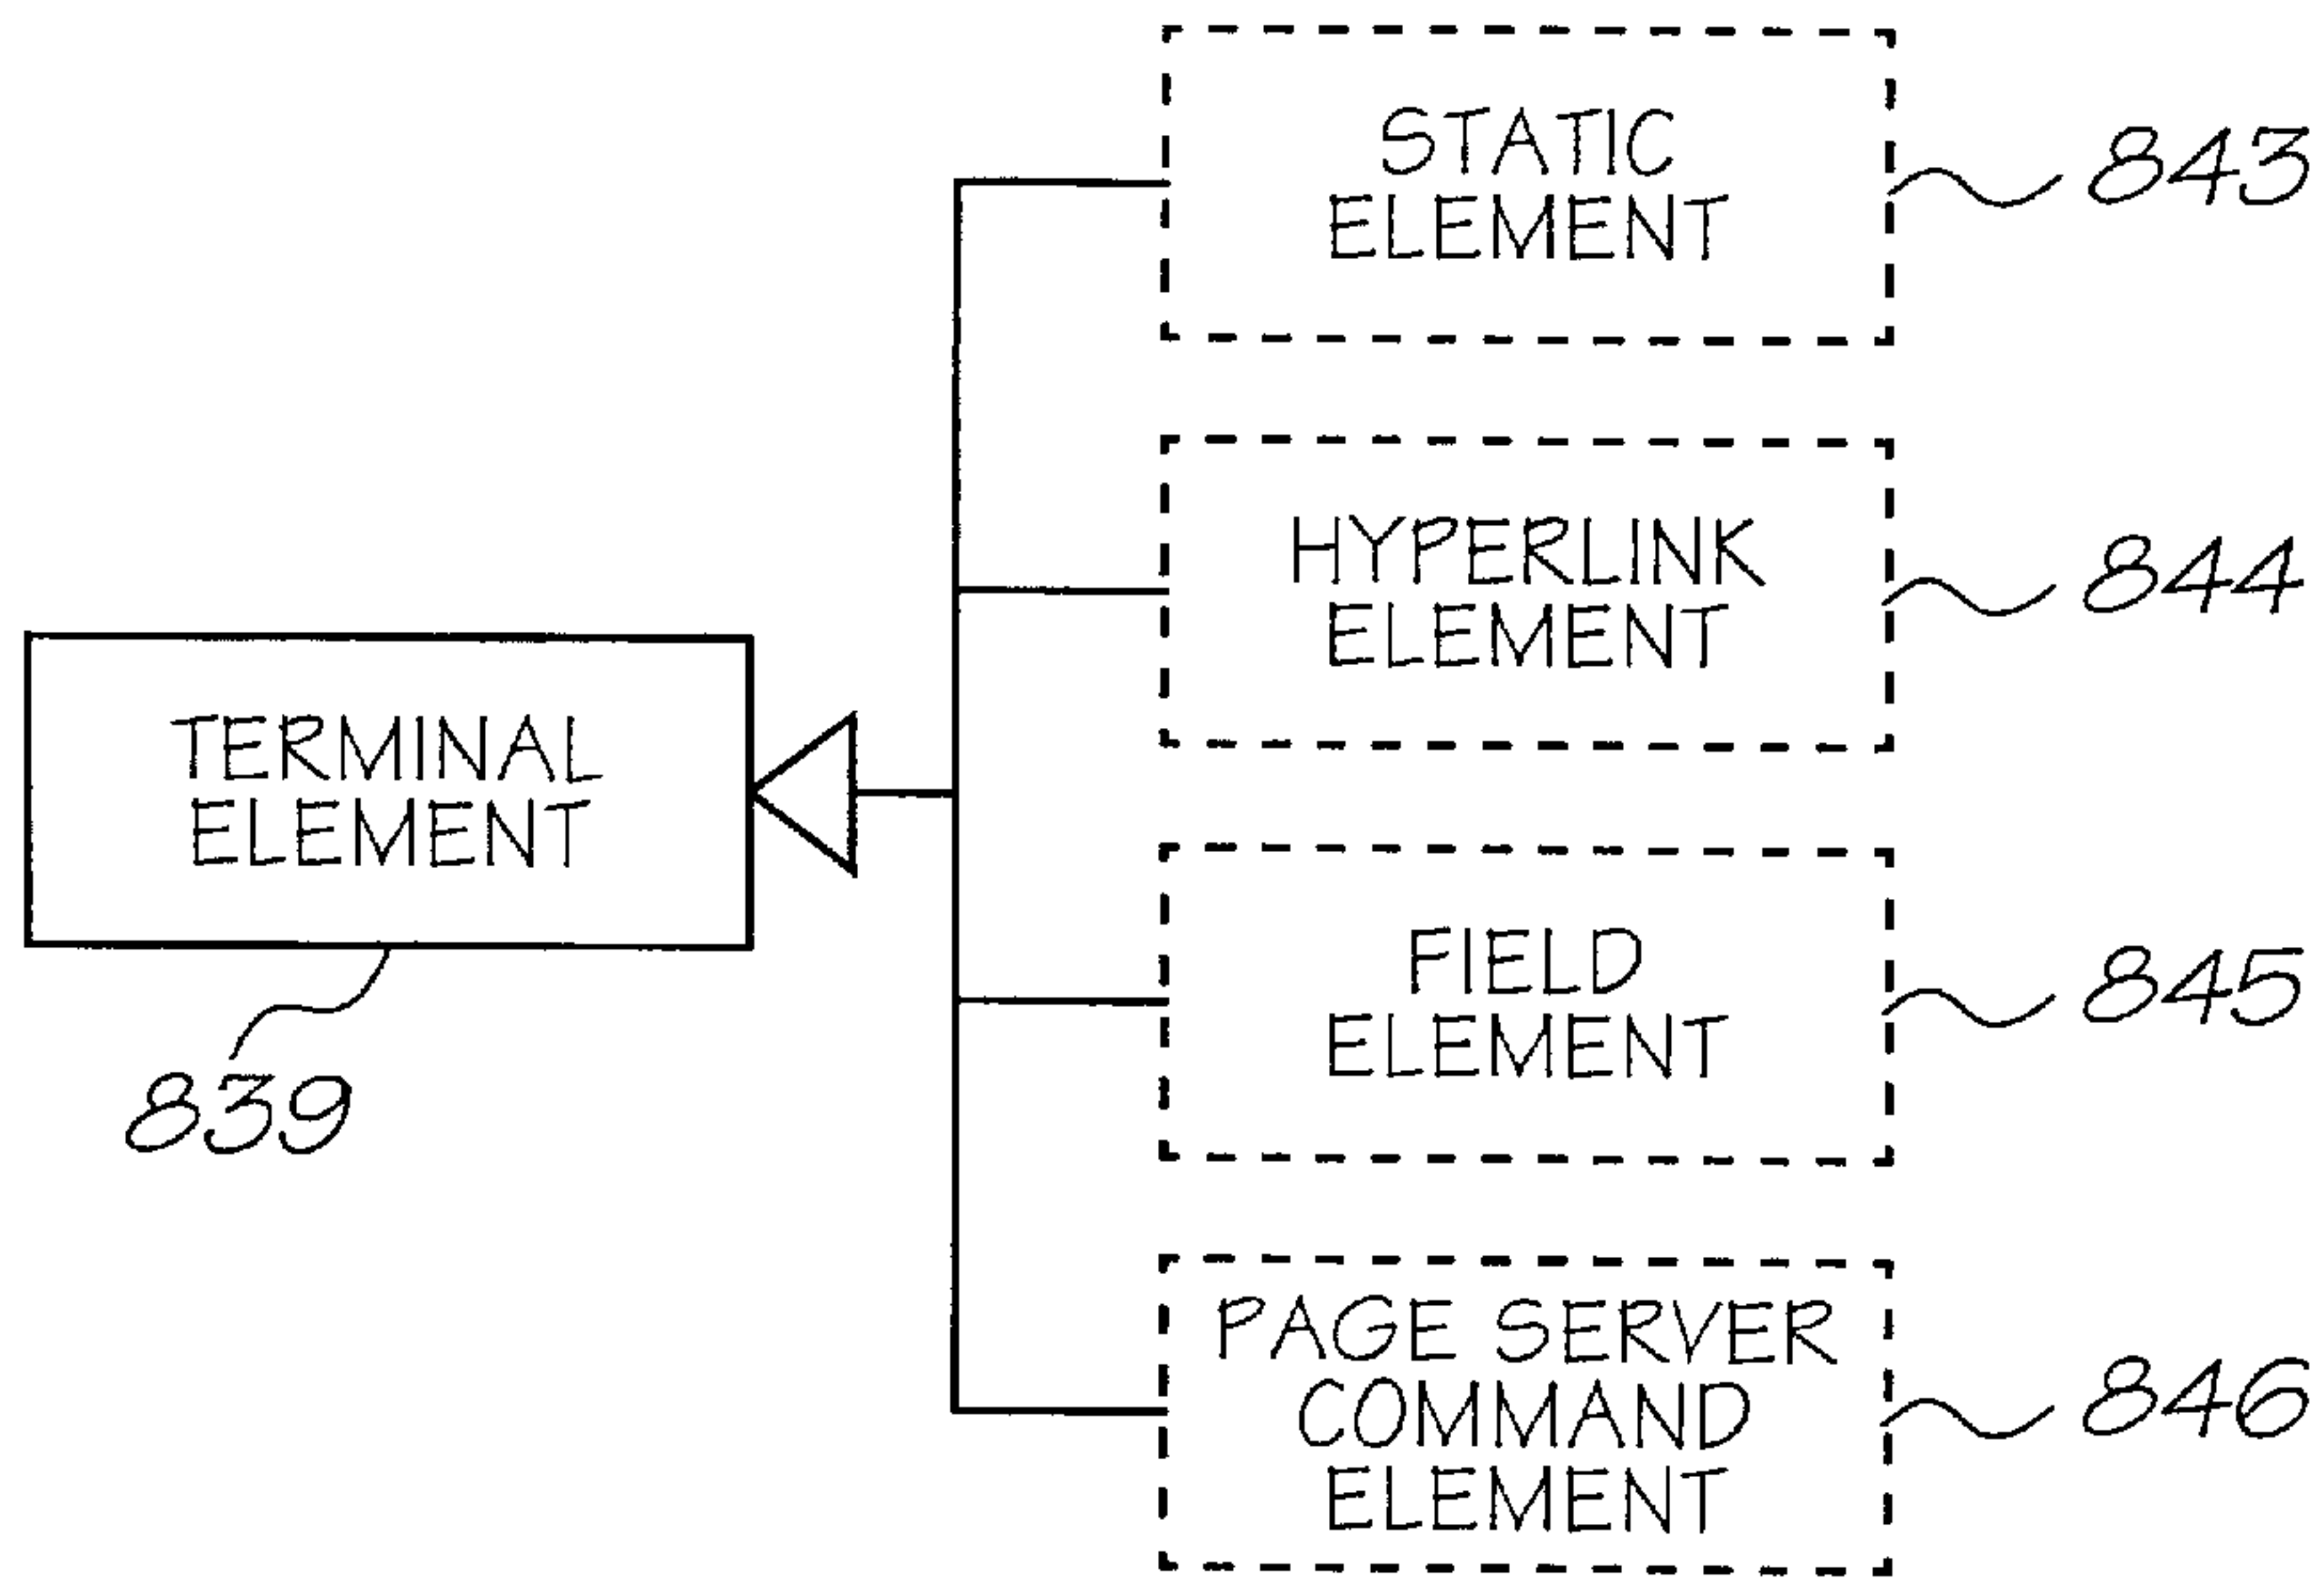 STATIC
ELEMENT
843
HYPERLINK
ELEMENT
844
TERMINAL
ELEMENT
839
FIELD
ELEMENT
845
PAGE SERVER
COMMAND
ELEMENT
846